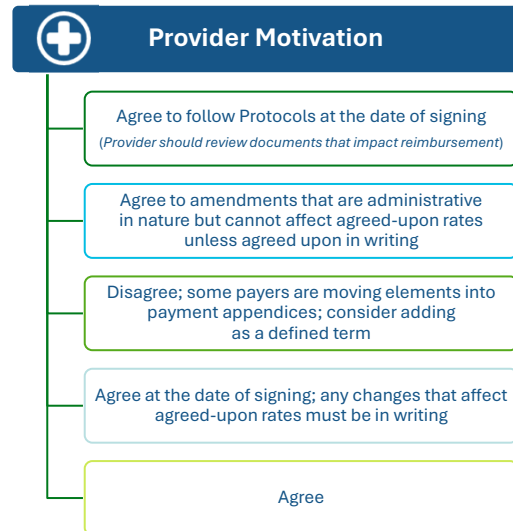 Provider Motivation
Agree to follow Protocols at the date of signing
(Provider should review documents that impact reimbursement)
Agree to amendments that are administrative
in nature but cannot affect agreed-upon rates
unless agreed upon in writing
Disagree; some payers are moving elements into
payment appendices; consider adding
as a defined term
Agree at the date of signing; any changes that affect
agreed-upon rates must be in writing
Agree